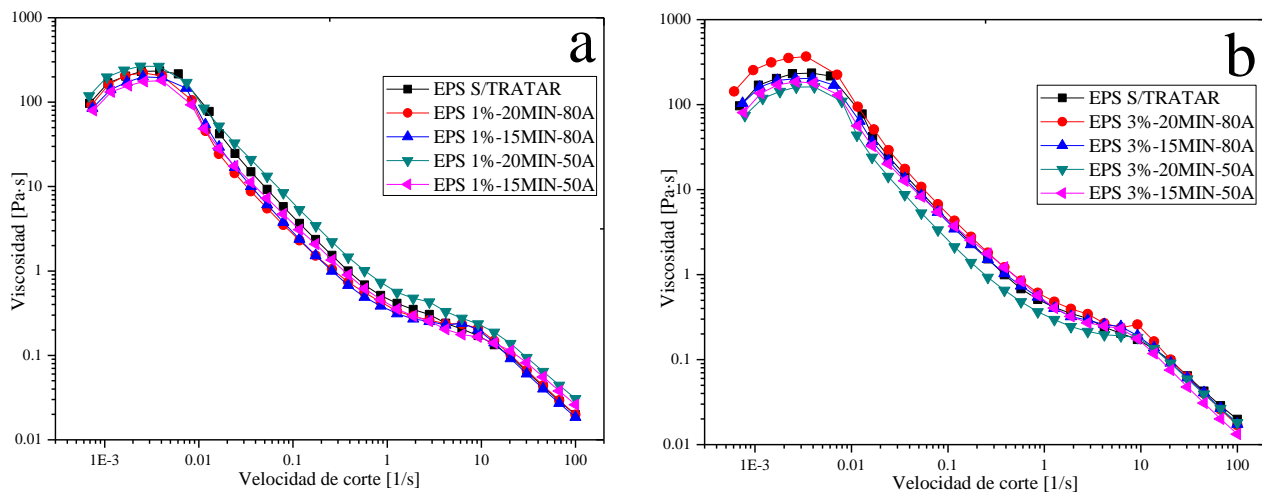 a
EPS S/TRATAR
EPS 1%-20MIN-80A
EPS 1%-15MIN-80A
EPS 1%-20MIN-50A
EPS 1%-15MIN-50A
1000
100
10
1
0.1
0.01
Viscosidad [Pa·s]
1E-3
0.01
0.1
1
10
100
Velocidad de corte [1/s]
b
EPS S/TRATAR
EPS 3%-20MIN-80A
EPS 3%-15MIN-80A
EPS 3%-20MIN-50A
EPS 3%-15MIN-50A
1000
100
10
1
0.1
0.01
Viscosidad [Pa·s]
1E-3
0.01
0.1
1
10
100
Velocidad de corte [1/s]